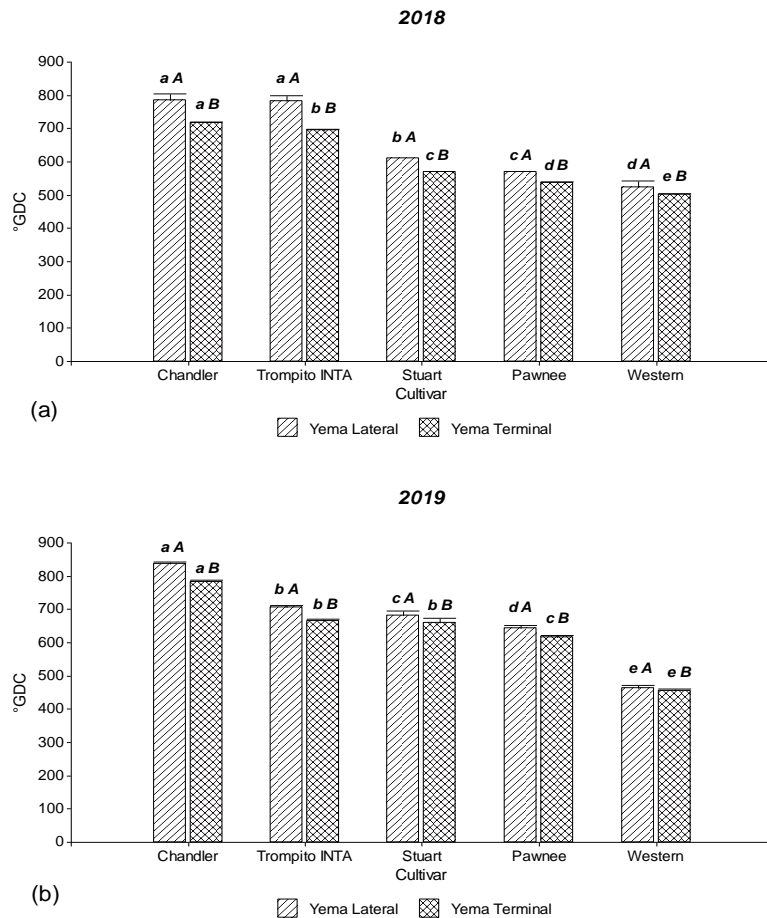 2018
900
800
700
600
500
400
300
200
100
0
°GDC
a A
a B
a A
b B
b A
c B
c A
d B
d A
e B
Chandler Trompito INTA Stuart Pawnee Western
Cultivar
(a)
Yema Lateral Yema Terminal
2019
900
800
700
600
500
400
300
200
100
0
°GDC
a A
a B
b A
b B
c A
b B
d A
c B
e A
e B
Chandler Trompito INTA Stuart Pawnee Western
Cultivar
(b)
Yema Lateral Yema Terminal